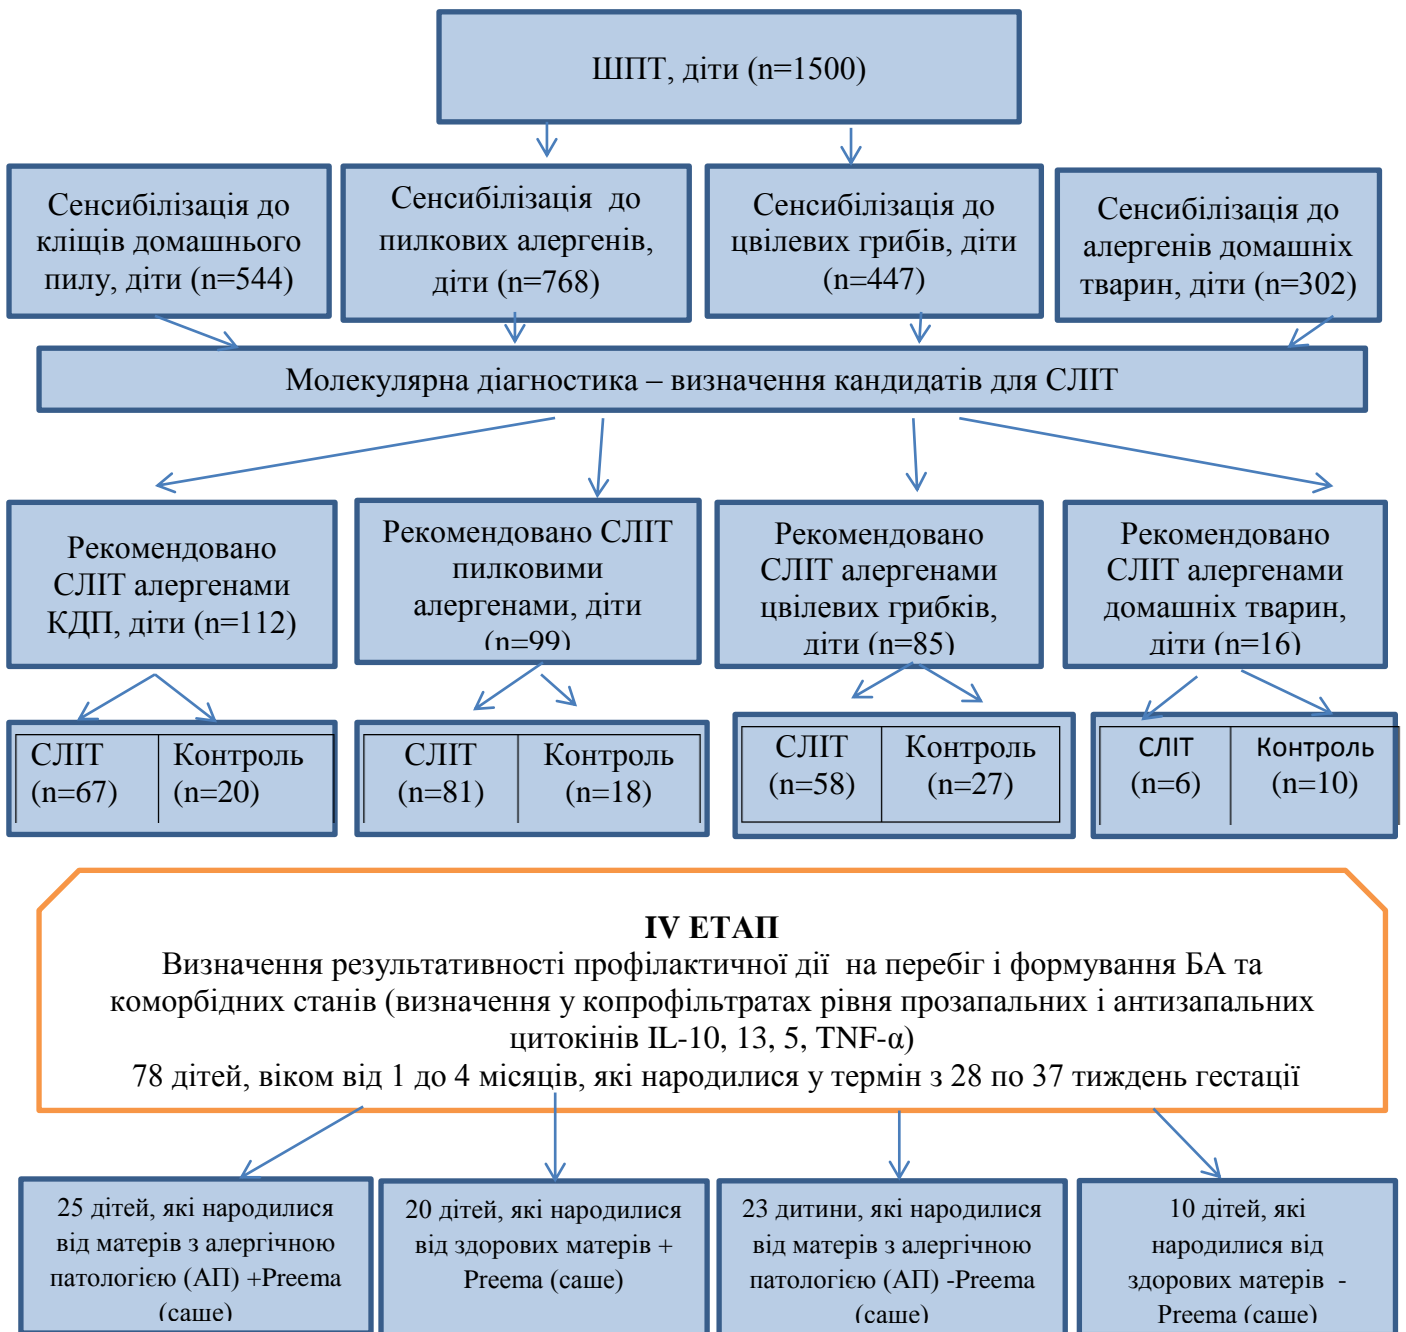 ШПТ, діти (n=1500)
Сенсибілізація до
кліщів домашнього
пилу, діти (n=544)
Сенсибілізація до
пилкових алергенів,
діти (n=768)
Сенсибілізація до
цвілевих грибів, діти
(n=447)
Сенсибілізація до
алергенів домашніх
тварин, діти (n=302)
Молекулярна діагностика – визначення кандидатів для СЛІТ
Рекомендовано
СЛІТ алергенами
КДП, діти (n=112)
Рекомендовано СЛІТ
пилковими
алергенами, діти
(n=99)
Рекомендовано
СЛІТ алергенами
цвілевих грибків,
діти (n=85)
Рекомендовано
СЛІТ алергенами
домашніх тварин,
діти (n=16)
СЛІТ
(n=67)
Контроль
(n=20)
СЛІТ
(n=81)
Контроль
(n=18)
СЛІТ
(n=58)
Контроль
(n=27)
СЛІТ
(n=6)
Контроль
(n=10)
IV ЕТАП
Визначення результативності профілактичної дії на перебіг і формування БА та
коморбідних станів (визначення у копрофільтратах рівня прозапальних і антизапальних
цитокінів IL-10, 13, 5, TNF-α)
78 дітей, віком від 1 до 4 місяців, які народилися у термін з 28 по 37 тиждень гестації
25 дітей, які народилися
від матерів з алергічною
патологією (АП) +Preema
(саше)
20 дітей, які народилися
від здорових матерів +
Preema (саше)
23 дитини, які народилися
від матерів з алергічною
патологією (АП) -Preema
(саше)
10 дітей, які
народилися від
здорових матерів -
Preema (саше)